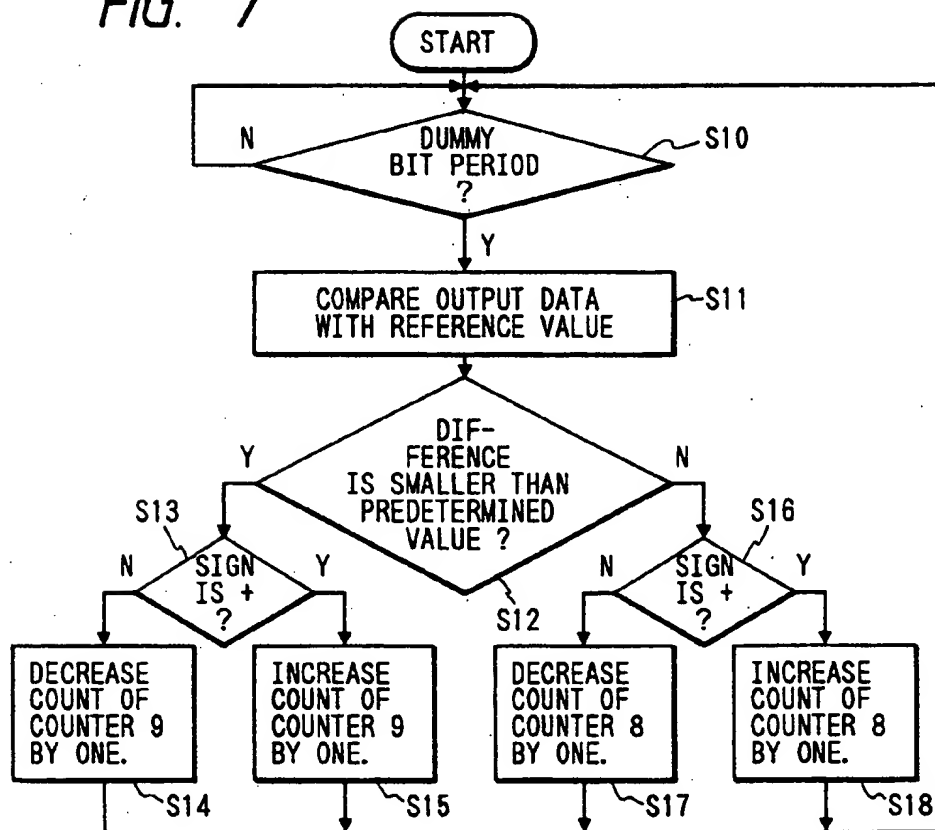 FIG. 7
START
N
DUMMY
BIT PERIOD
?
S10
Y
COMPARE OUTPUT DATA
WITH REFERENCE VALUE
S11
Y
DIF-
FERENCE
IS SMALLER THAN
PREDETERMINED
VALUE ?
N
S12
S13
N
SIGN
IS +
?
Y
S16
N
SIGN
IS +
?
Y
DECREASE
COUNT OF
COUNTER 9
BY ONE.
S14
INCREASE
COUNT OF
COUNTER 9
BY ONE.
S15
DECREASE
COUNT OF
COUNTER 8
BY ONE.
S17
INCREASE
COUNT OF
COUNTER 8
BY ONE.
S18